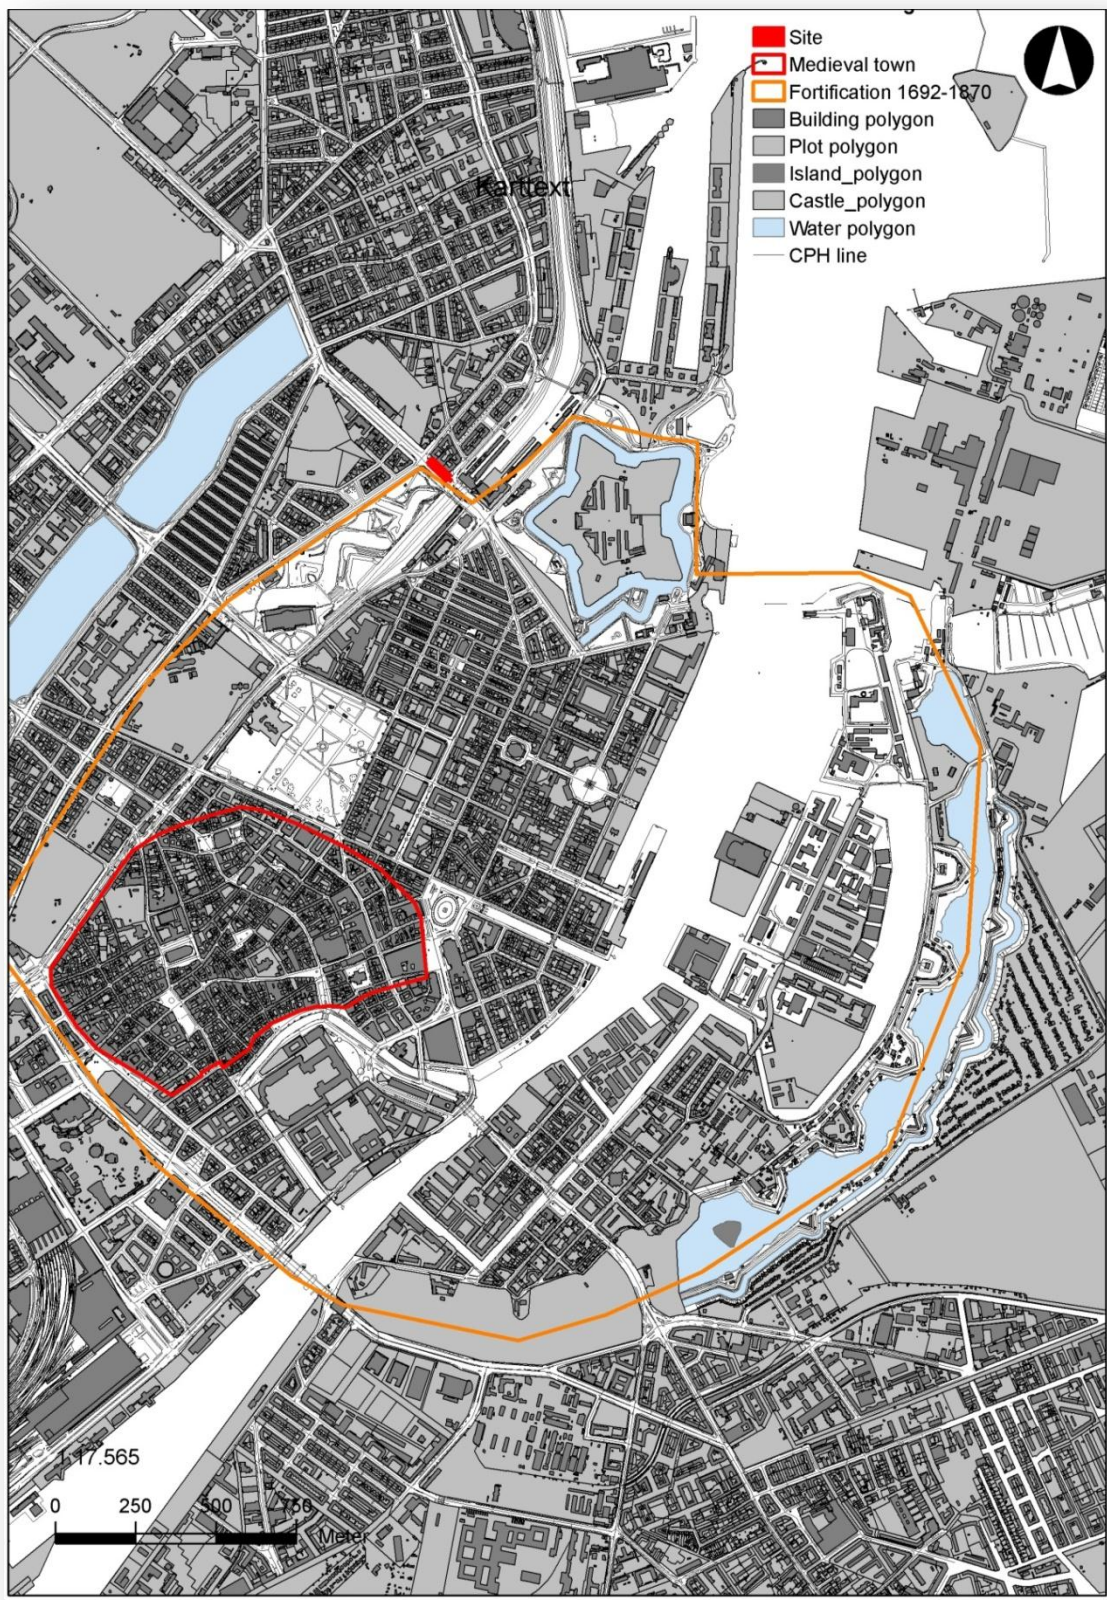 Site
Medieval town
Fortification 1692-1870
Building polygon
Plot polygon
Island_polygon
Castle_polygon
Water polygon
CPH line
Karttext
1:17.565
0 250 500 750
Meter